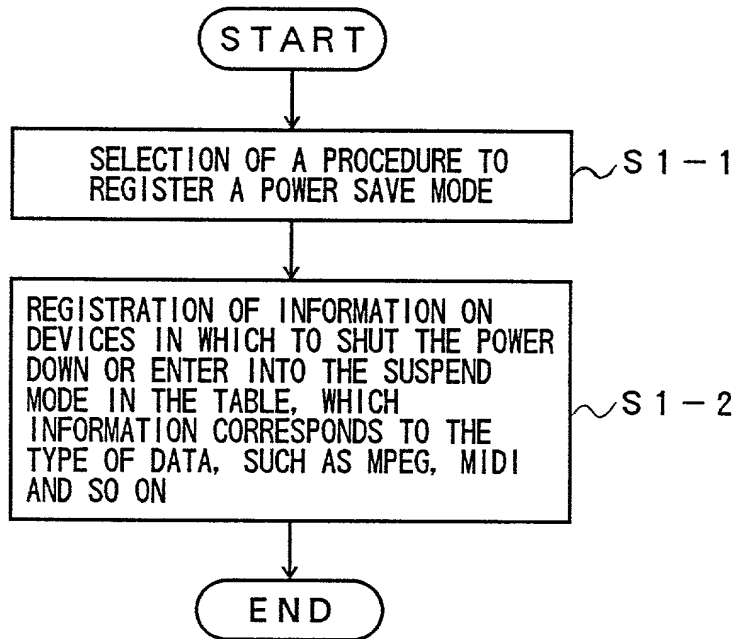 START
SELECTION OF A PROCEDURE TO
REGISTER A POWER SAVE MODE
S1-1
REGISTRATION OF INFORMATION ON
DEVICES IN WHICH TO SHUT THE POWER
DOWN OR ENTER INTO THE SUSPEND
MODE IN THE TABLE, WHICH
INFORMATION CORRESPONDS TO THE
TYPE OF DATA, SUCH AS MPEG, MIDI
AND SO ON
S1-2
END